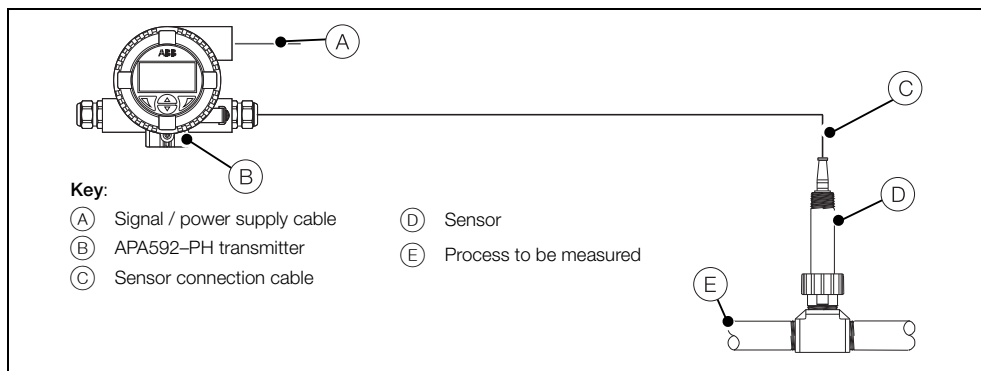 ABB
A
C
B
D
E
Key:
A Signal / power supply cable
B APA592–PH transmitter
C Sensor connection cable
D Sensor
E Process to be measured